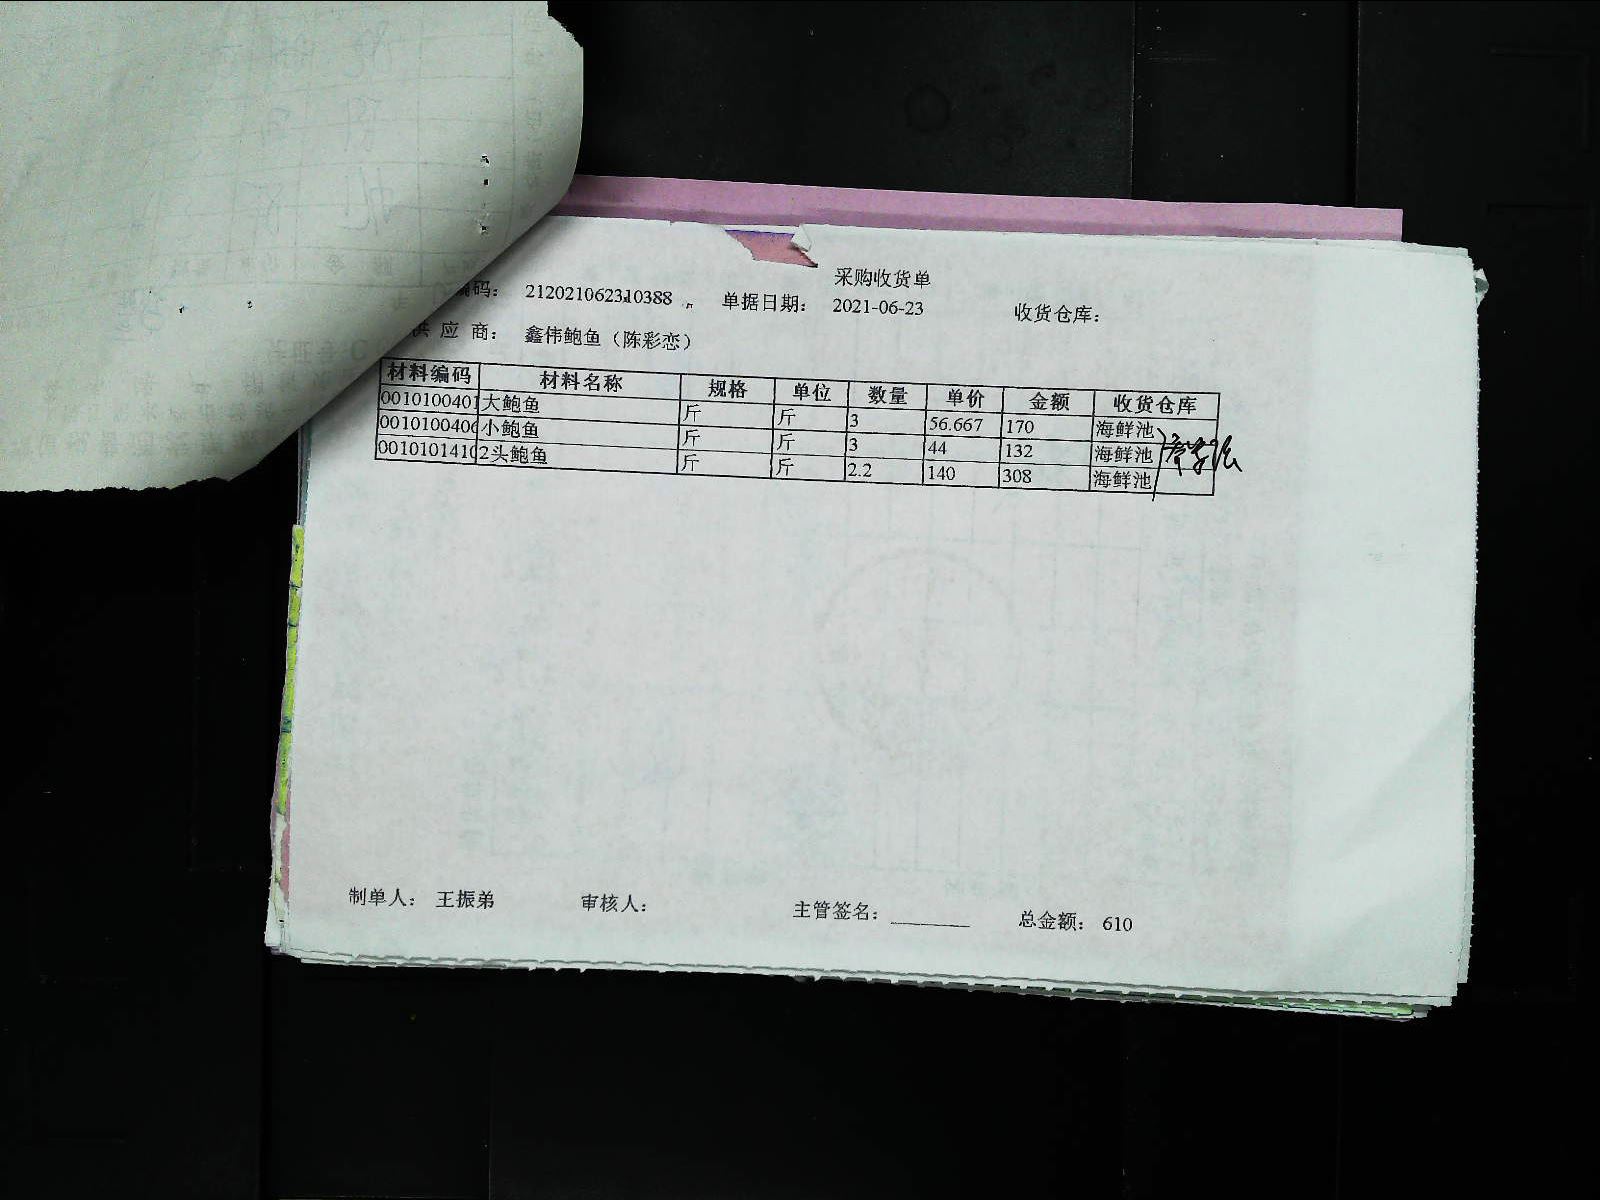 采购收货单
编码： 212021062310388 单据日期： 2021-06-23 收货仓库：
供 应 商： 鑫伟鲍鱼（陈彩恋）
材料编码 材料名称 规格 单位 数量 单价 金额 收货仓库
0010100401 大鲍鱼 斤 斤 3 56.667 170 海鲜池
0010100406 小鲍鱼 斤 斤 3 44 132 海鲜池
0010101410 2头鲍鱼 斤 斤 2.2 140 308 海鲜池
制单人： 王振弟 审核人： 主管签名： 总金额： 610